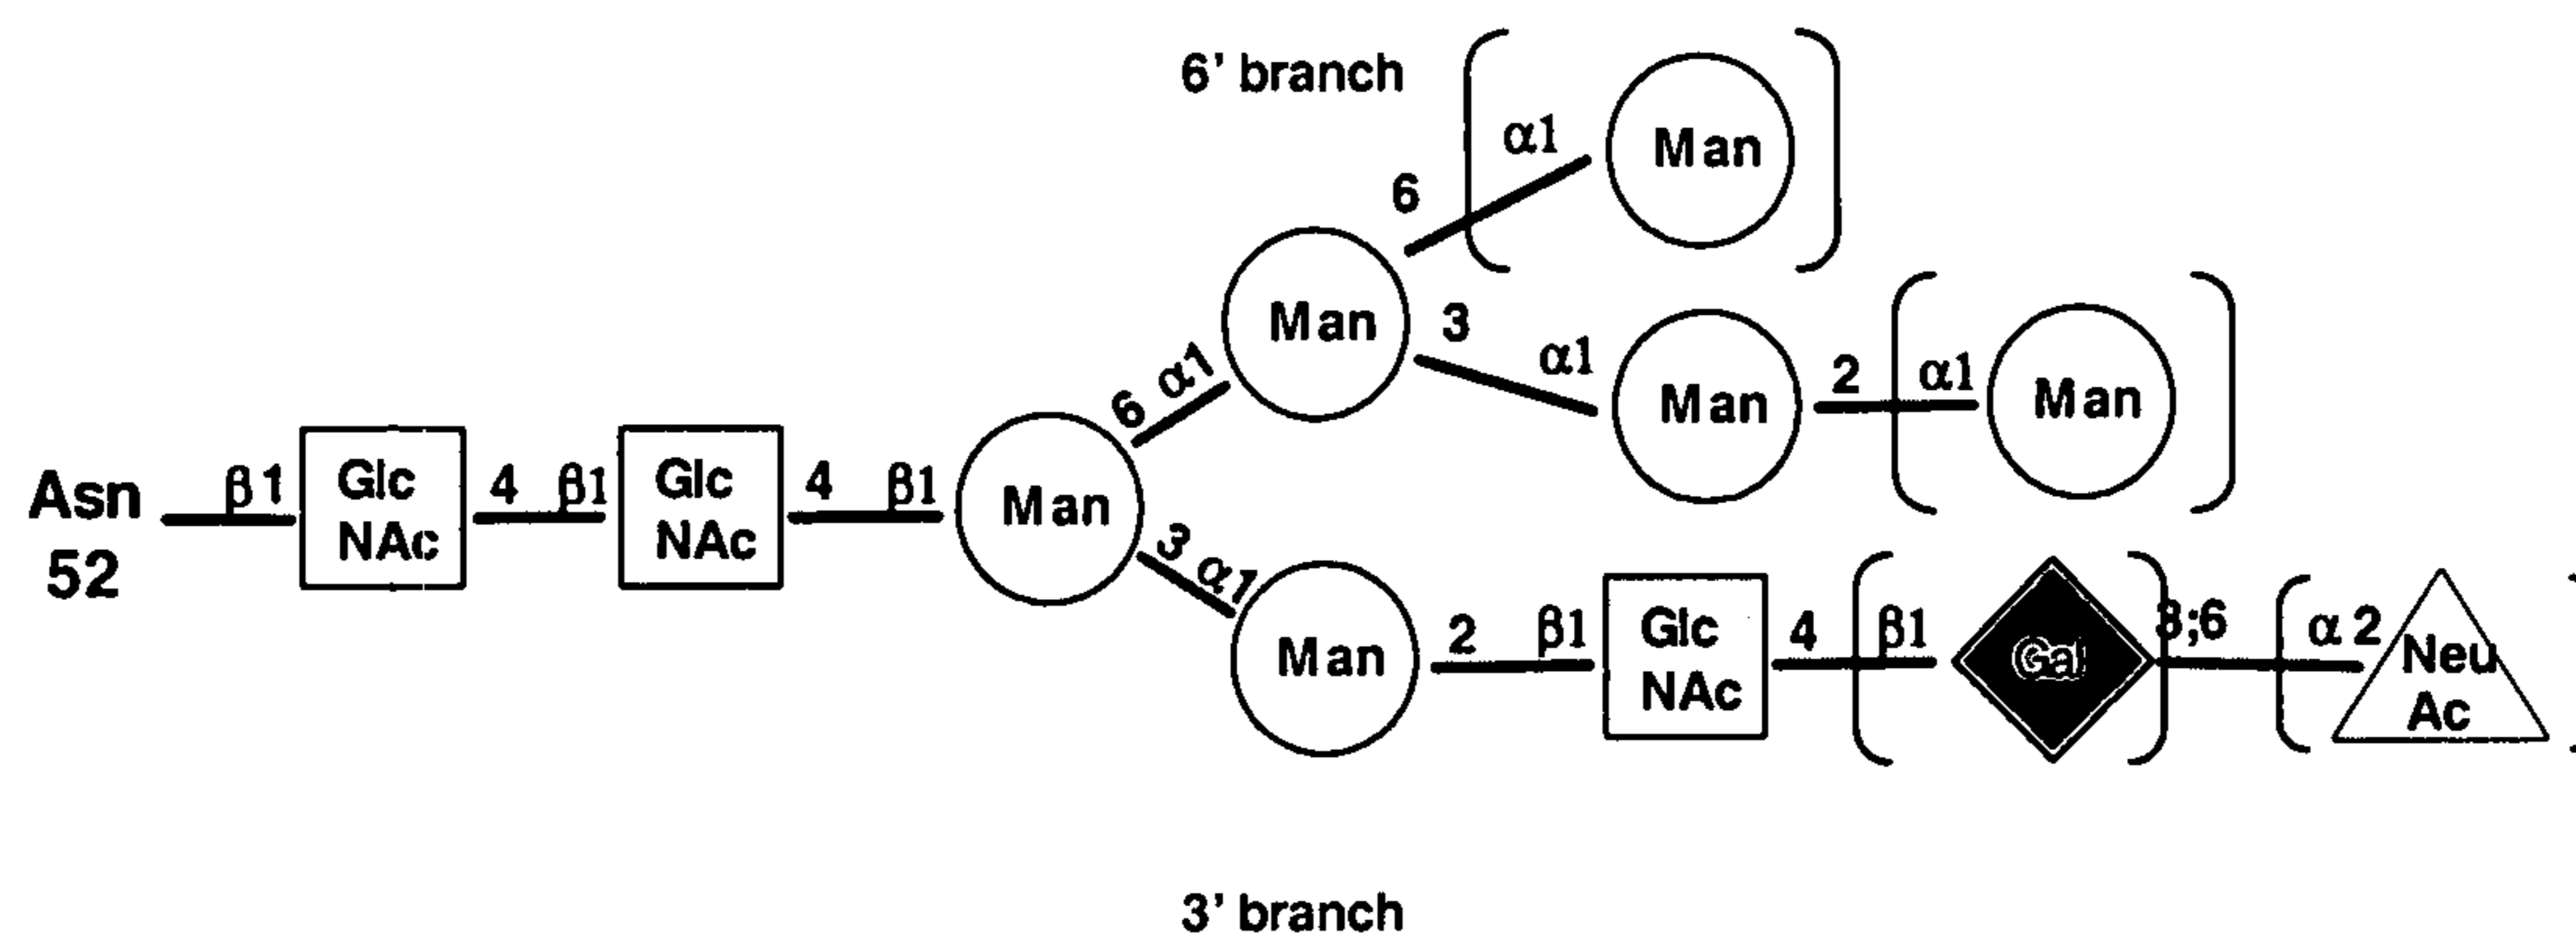 6' branch
α1
Man
6
Man
3
α1
Man
2
α1
Man
6 α1
Asn
52
β1
Glc
NAc
4
β1
Glc
NAc
4
β1
Man
3 α1
Man
2
β1
Glc
NAc
4
β1
Gal
3;6
α 2
Neu
Ac
3' branch